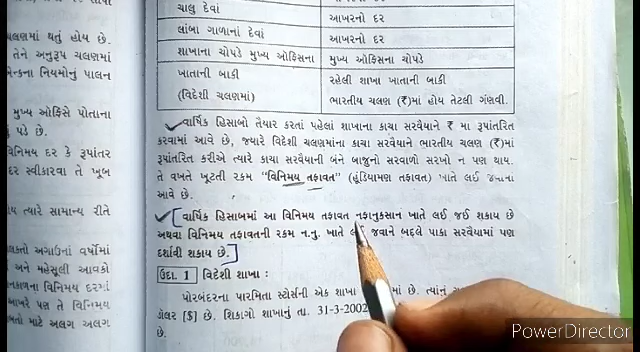 ચલણમાં થતું હોય છે.
તેને અનુરૂપ ચલણમાં
નિયમોનું પાલન
મુખ્ય ઓફિસે પોતાના
પડે છે.
વિનિમય દર કે રૂપાંતર
દર સ્વીકારવા તે ખૂબ
ત્યારે સામાન્ય રીતે
અગાઉનાં વર્ષોમાં
અને મહેસૂલી આવકો
વિનિમય દરમાં
આખરે પણ તે વિનિમય
માટે અલગ અલગ
ચાલુ દેવાં
લાંબા ગાળાનાં દેવાં આખરનો દર
શાખાના ચોપડે મુખ્ય ઓફિસના મુખ્ય ઓફિસના ચોપડે
ખાતાની બાકી રહેલી શાખા ખાતાની બાકી
(વિદેશી ચલણમાં) ભારતીય ચલણ (₹)માં હોય તેટલી ગણવી.
વાર્ષિક હિસાબો તૈયાર કરતાં પહેલાં શાખાના કાચા સરવૈયાને ₹ મા રૂપાંતરિત
કરવામાં આવે છે, જ્યારે વિદેશી ચલણમાંના કાચા સરવૈયાને ભારતીય ચલણ (₹)માં
રૂપાંતરિત કરીએ ત્યારે કાચા સરવૈયાની બંને બાજુનો સરવાળો સરખો ન પણ થાય.
તે વખતે ખૂટતી રકમ “વિનિમય તફાવત” (હૂંડિયામણ તફાવત) ખાતે લઈ જવામાં
આવે છે.
[વાર્ષિક હિસાબમાં આ વિનિમય તફાવત નફાનુકસાન ખાતે લઈ જઈ શકાય છે
અથવા વિનિમય તફાવતની રકમ ન.નુ. ખાતે જવાને બદલે પાકા સરવૈયામાં પણ
દર્શાવી શકાય છે.]
ઉદા. 1 વિદેશી શાખા :
પોરબંદરના પારમિતા સ્ટોર્સની એક શાખા છે. ત્યાંનું
ડૉલર [$] છે. શિકાગો શાખાનું તા. 31-3-2002
છે.
PowerDirector